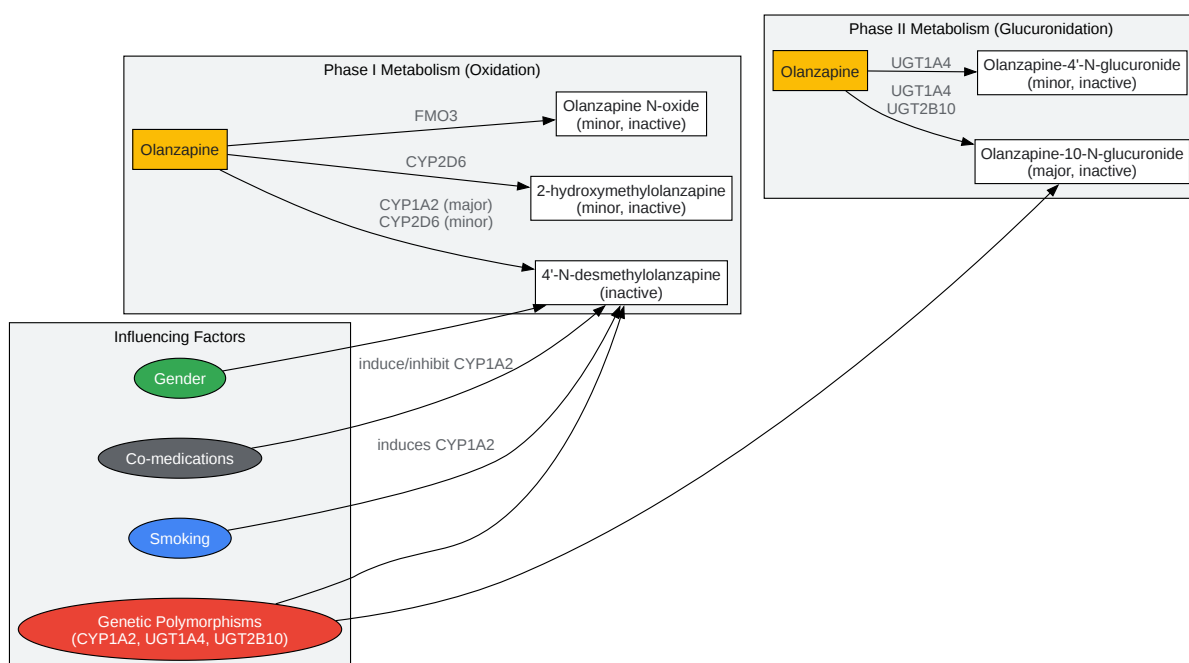 Phase II Metabolism (Glucuronidation)
Olanzapine
UGT1A4
Olanzapine-4'-N-glucuronide
(minor, inactive)
UGT1A4
UGT2B10
Olanzapine-10-N-glucuronide
(major, inactive)
Phase I Metabolism (Oxidation)
Olanzapine
FMO3
Olanzapine N-oxide
(minor, inactive)
CYP2D6
2-hydroxymethylolanzapine
(minor, inactive)
CYP1A2 (major)
CYP2D6 (minor)
4'-N-desmethylolanzapine
(inactive)
Influencing Factors
Gender
induce/inhibit CYP1A2
Co-medications
induces CYP1A2
Smoking
Genetic Polymorphisms
(CYP1A2, UGT1A4, UGT2B10)